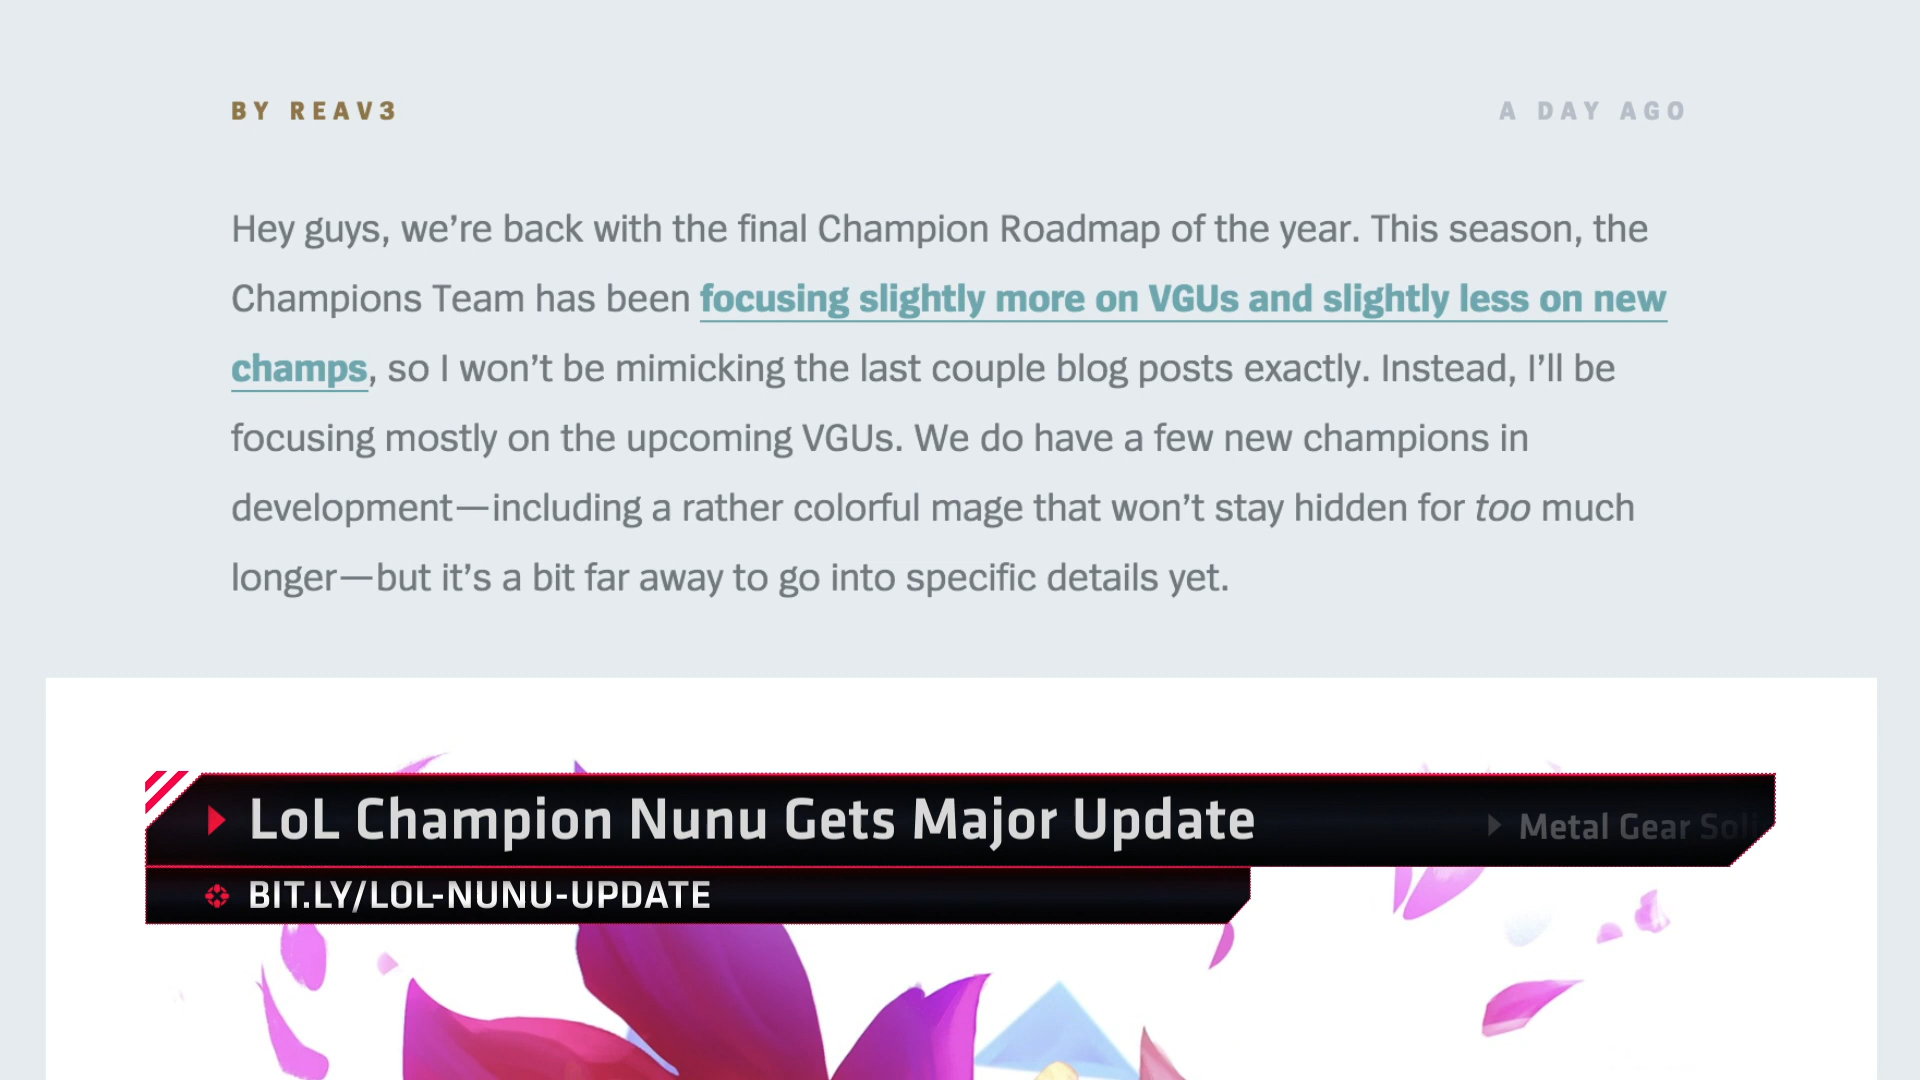 BY REAV3
A DAY AGO
Hey guys, we’re back with the final Champion Roadmap of the year. This season, the
Champions Team has been focusing slightly more on VGUs and slightly less on new
champs, so I won’t be mimicking the last couple blog posts exactly. Instead, I’ll be
focusing mostly on the upcoming VGUs. We do have a few new champions in
development—including a rather colorful mage that won’t stay hidden for too much
longer—but it’s a bit far away to go into specific details yet.
LoL Champion Nunu Gets Major Update
Metal Gear
BIT.LY/LOL-NUNU-UPDATE